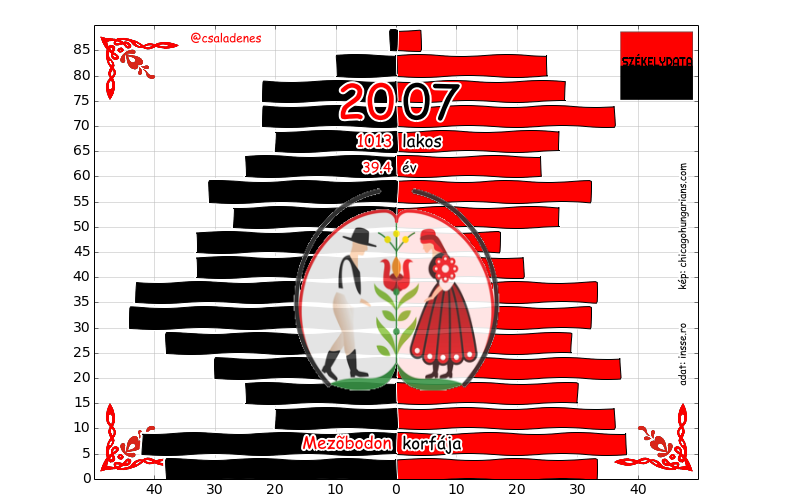 @csaladenes
SZÉKELYDATA
2007
1013 lakos
39.4 év
kép: chicagohungarians.com
adat: insse.ro
Mezõbodon korfája
85
80
75
70
65
60
55
50
45
40
35
30
25
20
15
10
5
0
40 30 20 10 0 10 20 30 40